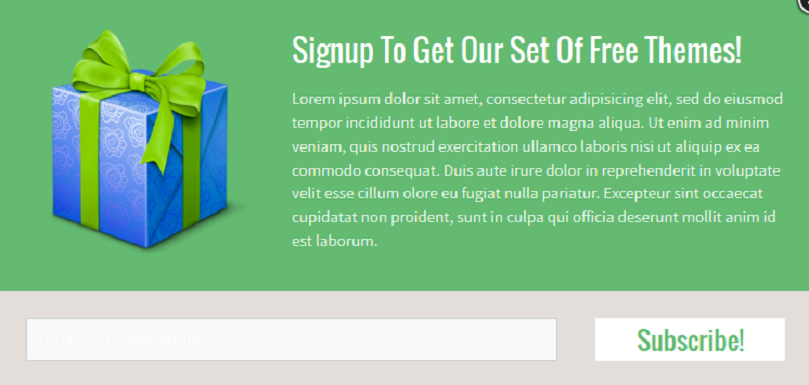 Signup To Get Our Set Of Free Themes!
Lorem ipsum dolor sit amet, consectetur adipisicing elit, sed do eiusmod
tempor incididunt ut labore et dolore magna aliqua. Ut enim ad minim
veniam, quis nostrud exercitation ullamco laboris nisi ut aliquip ex ea
commodo consequat. Duis aute irure dolor in reprehenderit in voluptate
velit esse cillum olore eu fugiat nulla pariatur. Excepteur sint occaecat
cupidatat non proident, sunt in culpa qui officia deserunt mollit anim id
est laborum.
Enter your email address
Subscribe!